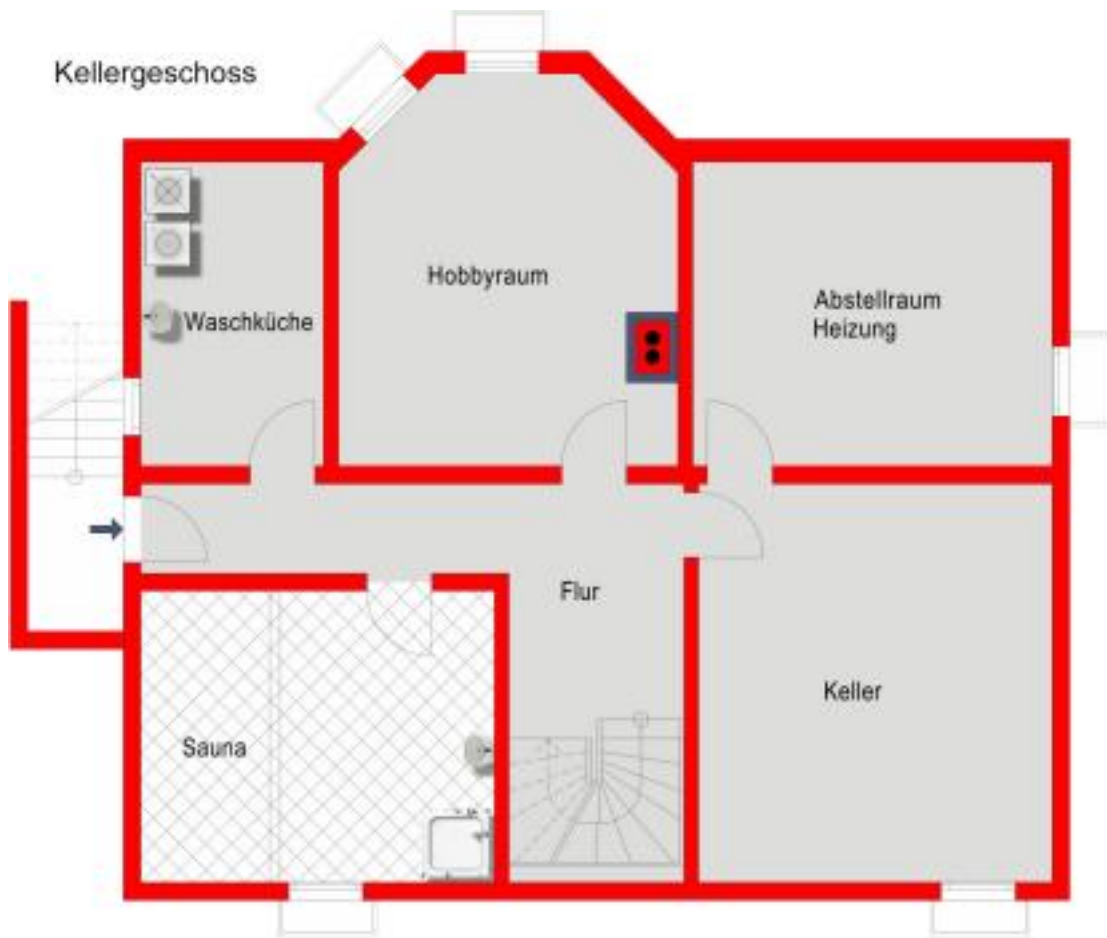 Kellergeschoss
Hobbyraum
Abstellraum
Heizung
Waschküche
Flur
Keller
Sauna